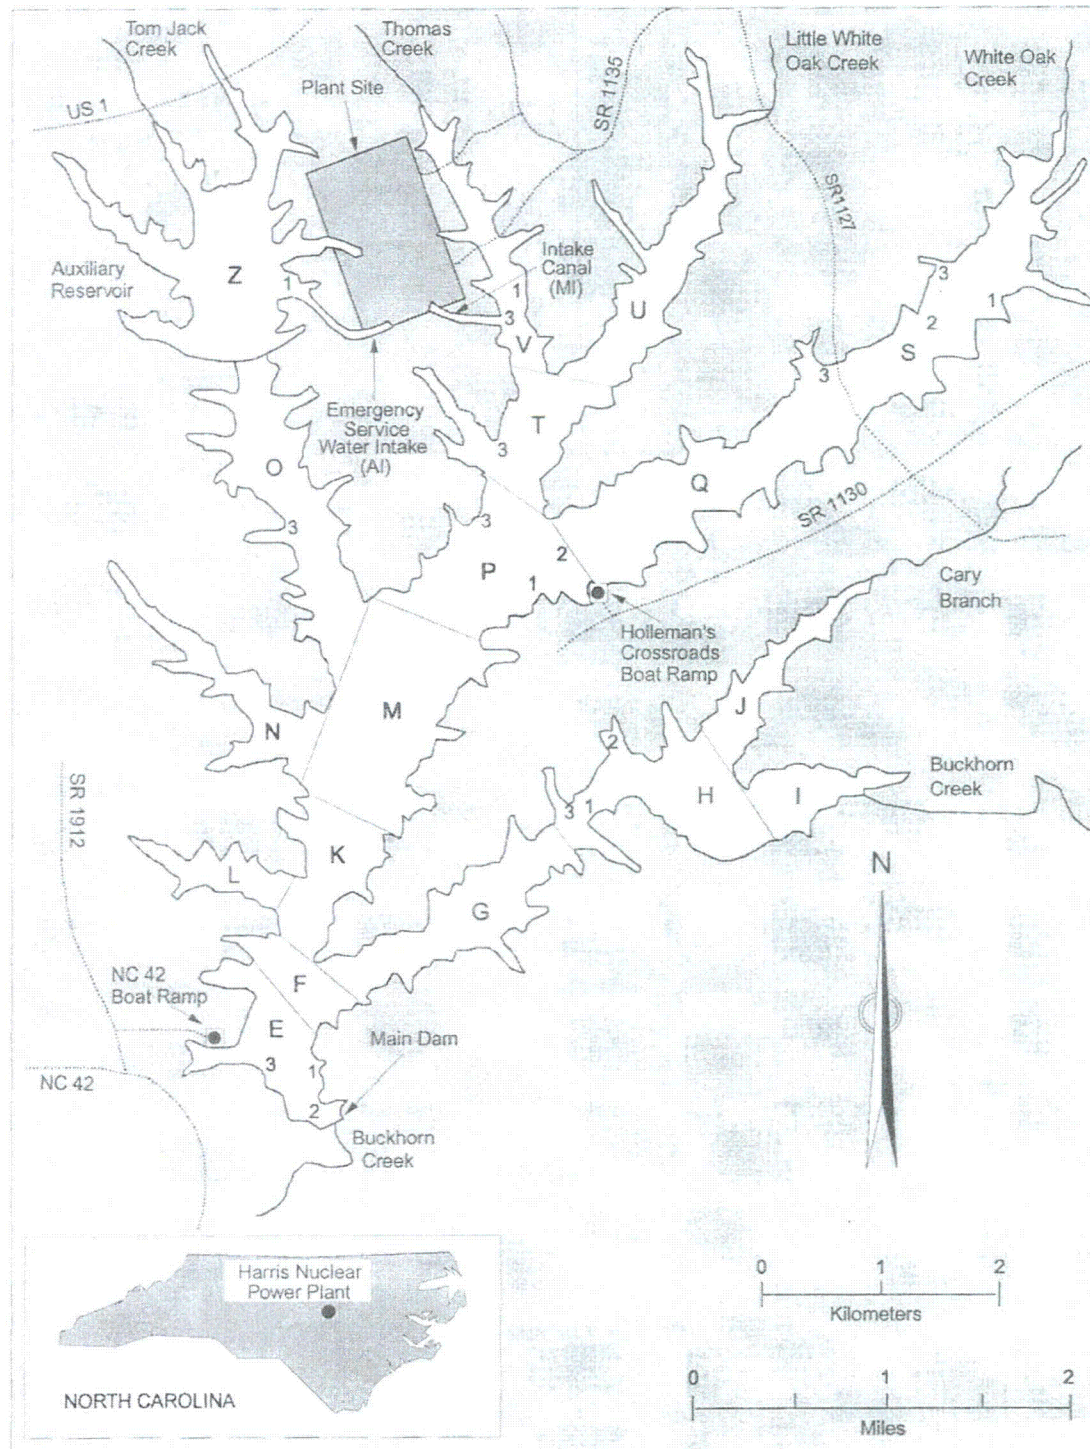 Tom Jack
Creek
Thomas
Creek
Little White
Oak Creek
White Oak
Creek
Plant Site
US 1
SR 1135
SR1127
Auxiliary
Reservoir
Z
1
Intake
Canal
(MI)
1
3
V
U
3
1
2
S
3
Emergency
Service
Water Intake
(AI)
T
3
O
3
Q
SR 1130
3
2
P
1
Cary
Branch
Holleman's
Crossroads
Boat Ramp
M
N
J
2
SR 1912
Buckhorn
Creek
H
I
3
1
K
L
G
N
NC 42
Boat Ramp
F
E
Main Dam
3
1
NC 42
2
Buckhorn
Creek
Harris Nuclear
Power Plant
NORTH CAROLINA
0 1 2
Kilometers
0 1 2
Miles